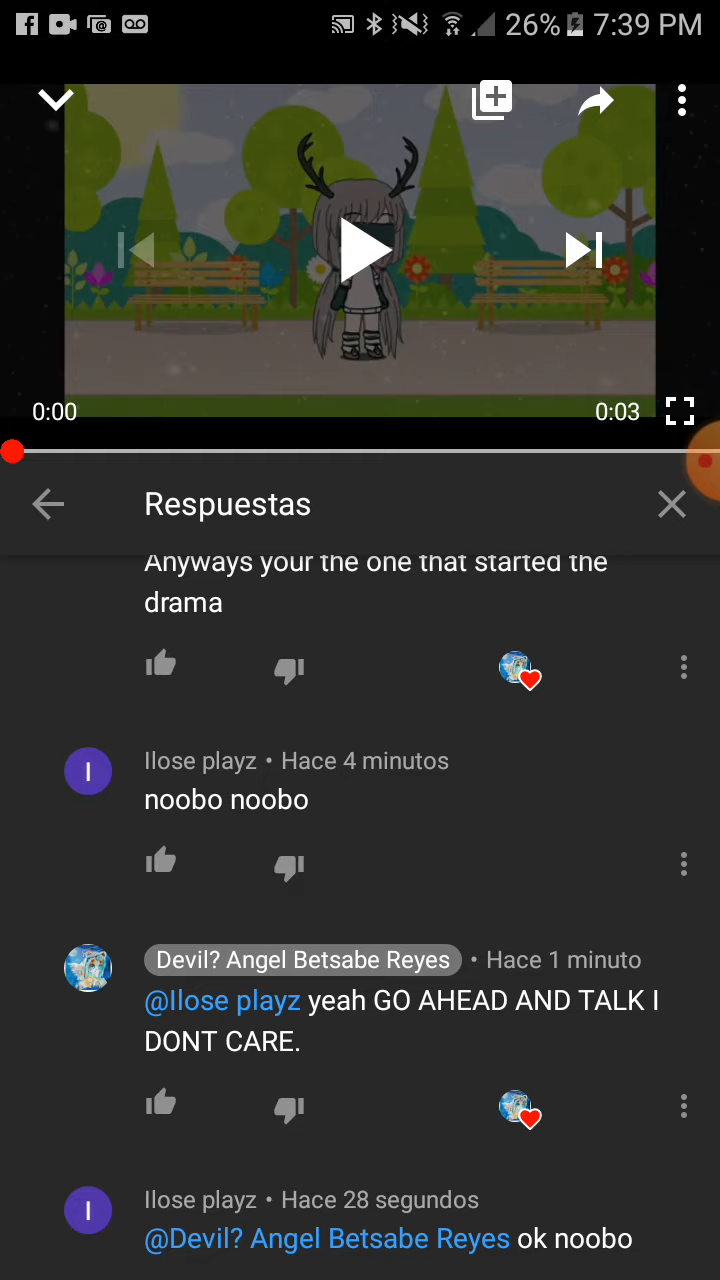 26% 7:39 PM
0:00 0:03
Respuestas
Anyways your the one that started the
drama
Ilose playz • Hace 4 minutos
noobo noobo
Devil? Angel Betsabe Reyes • Hace 1 minuto
@Ilose playz yeah GO AHEAD AND TALK I
DONT CARE.
I
Ilose playz • Hace 28 segundos
@Devil? Angel Betsabe Reyes ok noobo